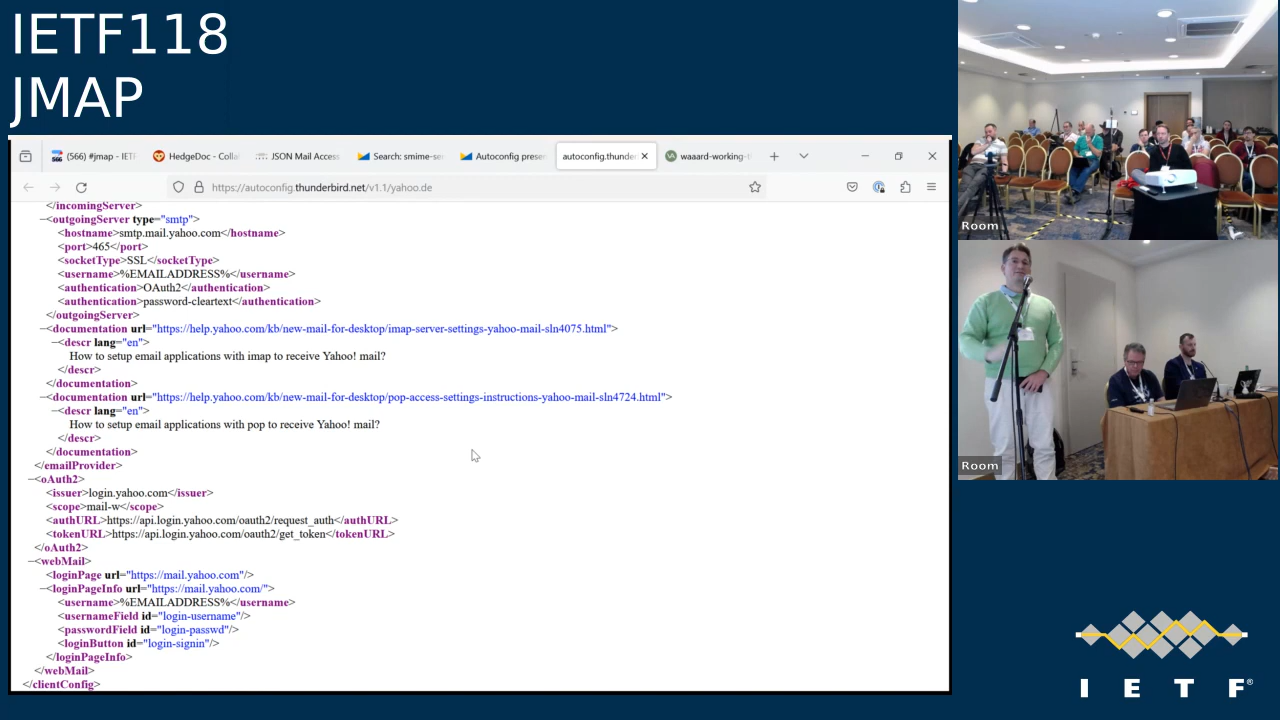 IETF118
JMAP
(566) #jmap - IETF
HedgeDoc - Colla
JSON Mail Access
Search: smime-se
Autoconfig prese
autoconfig.thunder
waaard-working-t
https://autoconfig.thunderbird.net/v1.1/yahoo.de
</incomingServer>
−<outgoingServer type="smtp">
<hostname>smtp.mail.yahoo.com</hostname>
<port>465</port>
<socketType>SSL</socketType>
<username>%EMAILADDRESS%</username>
<authentication>OAuth2</authentication>
<authentication>password-cleartext</authentication>
</outgoingServer>
−<documentation url="https://help.yahoo.com/kb/new-mail-for-desktop/imap-server-settings-yahoo-mail-sln4075.html">
−<descr lang="en">
How to setup email applications with imap to receive Yahoo! mail?
</descr>
</documentation>
−<documentation url="https://help.yahoo.com/kb/new-mail-for-desktop/pop-access-settings-instructions-yahoo-mail-sln4724.html">
−<descr lang="en">
How to setup email applications with pop to receive Yahoo! mail?
</descr>
</documentation>
</emailProvider>
−<oAuth2>
<issuer>login.yahoo.com</issuer>
<scope>mail-w</scope>
<authURL>https://api.login.yahoo.com/oauth2/request_auth</authURL>
<tokenURL>https://api.login.yahoo.com/oauth2/get_token</tokenURL>
</oAuth2>
−<webMail>
<loginPage url="https://mail.yahoo.com"/>
−<loginPageInfo url="https://mail.yahoo.com/">
<username>%EMAILADDRESS%</username>
<usernameField id="login-username"/>
<passwordField id="login-passwd"/>
<loginButton id="login-signin"/>
</loginPageInfo>
</webMail>
</clientConfig>
Room
Room
IETF®